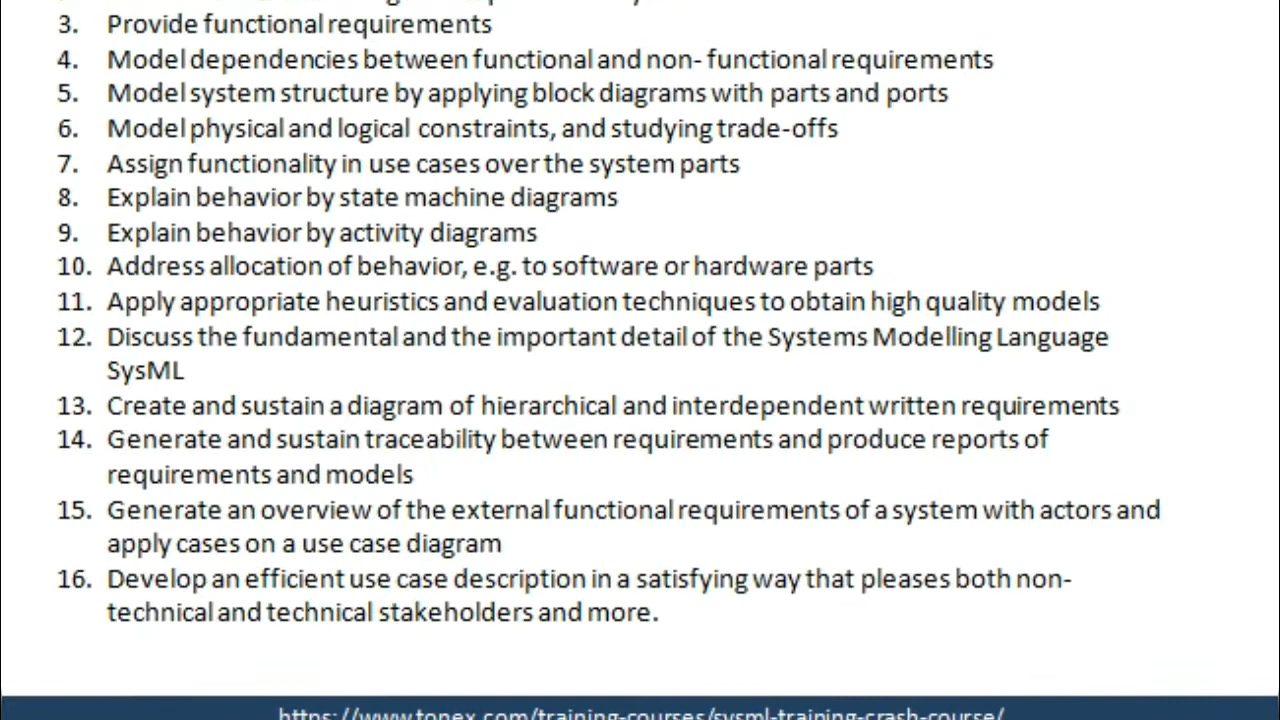 3. Provide functional requirements
4. Model dependencies between functional and non- functional requirements
5. Model system structure by applying block diagrams with parts and ports
6. Model physical and logical constraints, and studying trade-offs
7. Assign functionality in use cases over the system parts
8. Explain behavior by state machine diagrams
9. Explain behavior by activity diagrams
10. Address allocation of behavior, e.g. to software or hardware parts
11. Apply appropriate heuristics and evaluation techniques to obtain high quality models
12. Discuss the fundamental and the important detail of the Systems Modelling Language
SysML
13. Create and sustain a diagram of hierarchical and interdependent written requirements
14. Generate and sustain traceability between requirements and produce reports of
requirements and models
15. Generate an overview of the external functional requirements of a system with actors and
apply cases on a use case diagram
16. Develop an efficient use case description in a satisfying way that pleases both non-
technical and technical stakeholders and more.
https://www.tonex.com/training-courses/sysml-training-crash-course/